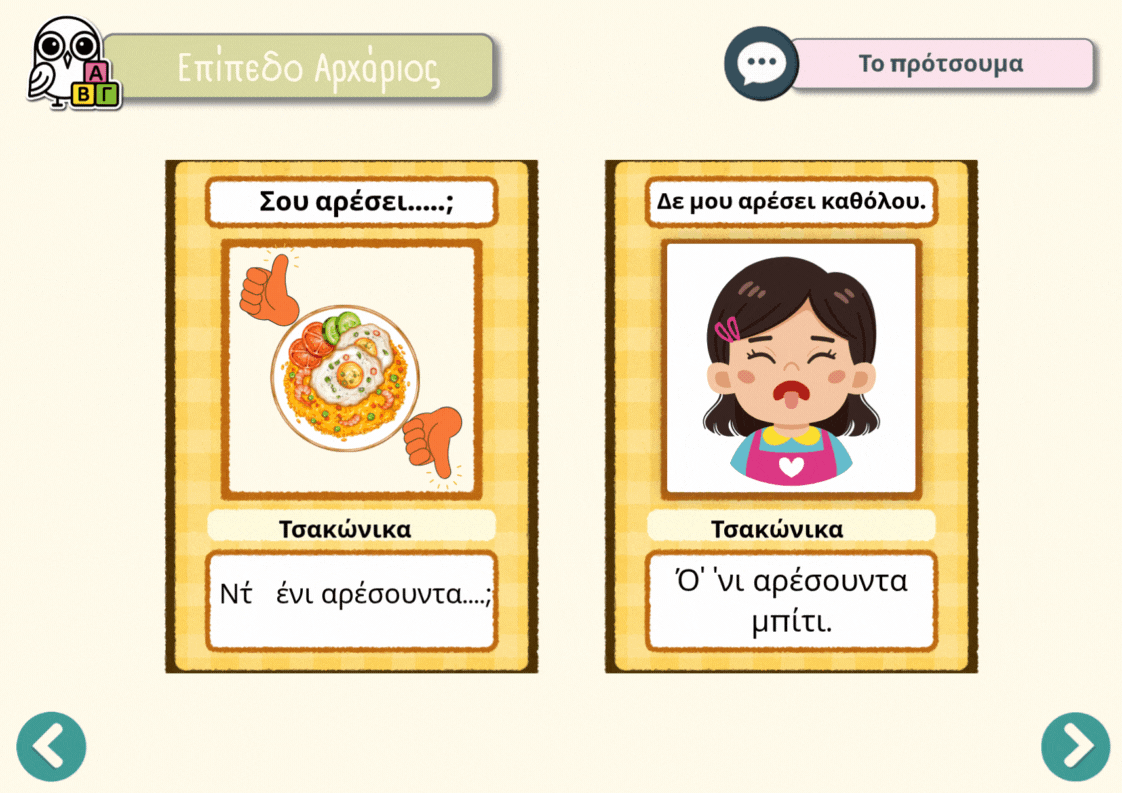 Α
Β Γ
Επίπεδο Αρχάριος
Το πρότσουμα
Σου αρέσει.....;
Τσακώνικα
Ντ́ ένι αρέσουντα....;
Δε μου αρέσει καθόλου.
Τσακώνικα
Ό' 'νι αρέσουντα
μπίτι.